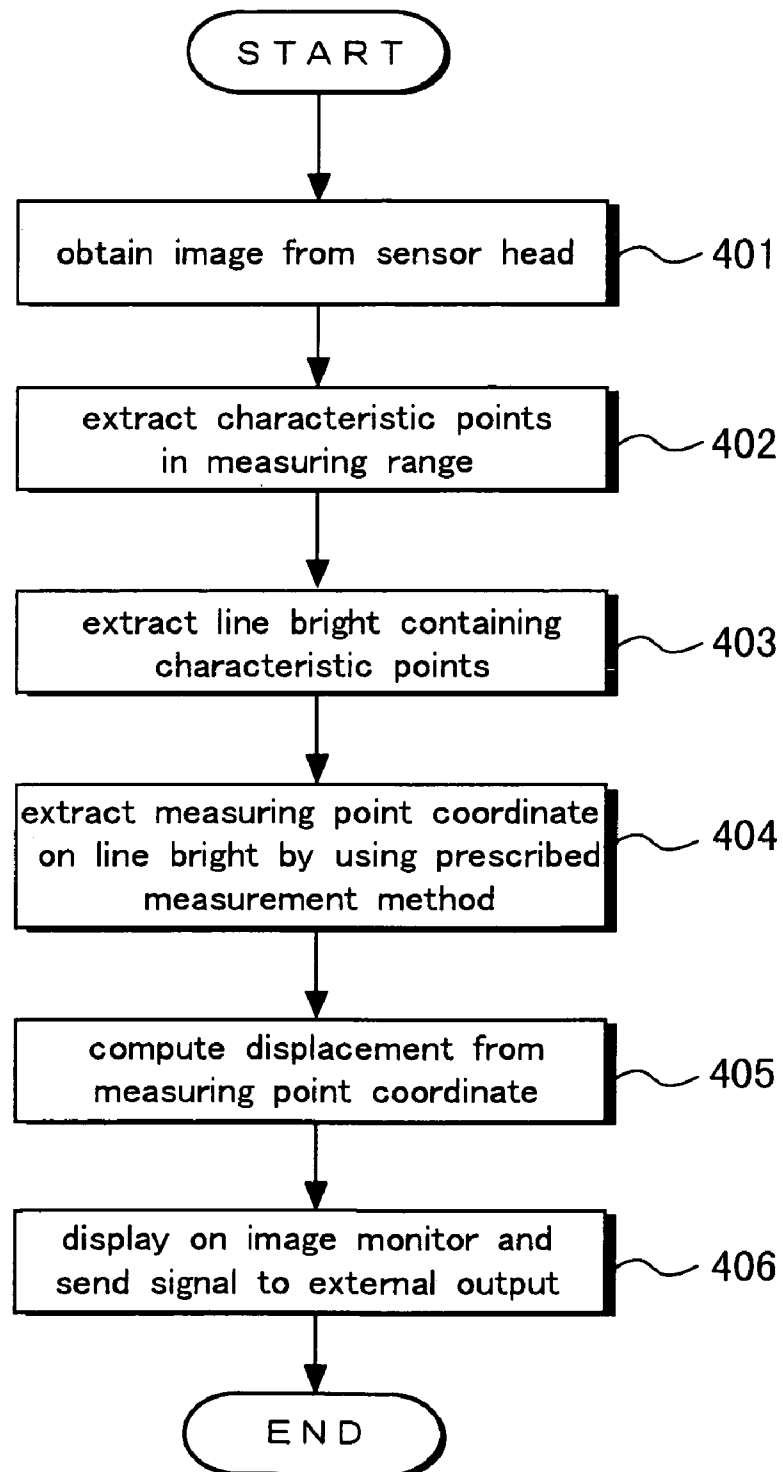 START
obtain image from sensor head
401
extract characteristic points
in measuring range
402
extract line bright containing
characteristic points
403
extract measuring point coordinate
on line bright by using prescribed
measurement method
404
compute displacement from
measuring point coordinate
405
display on image monitor and
send signal to external output
406
END